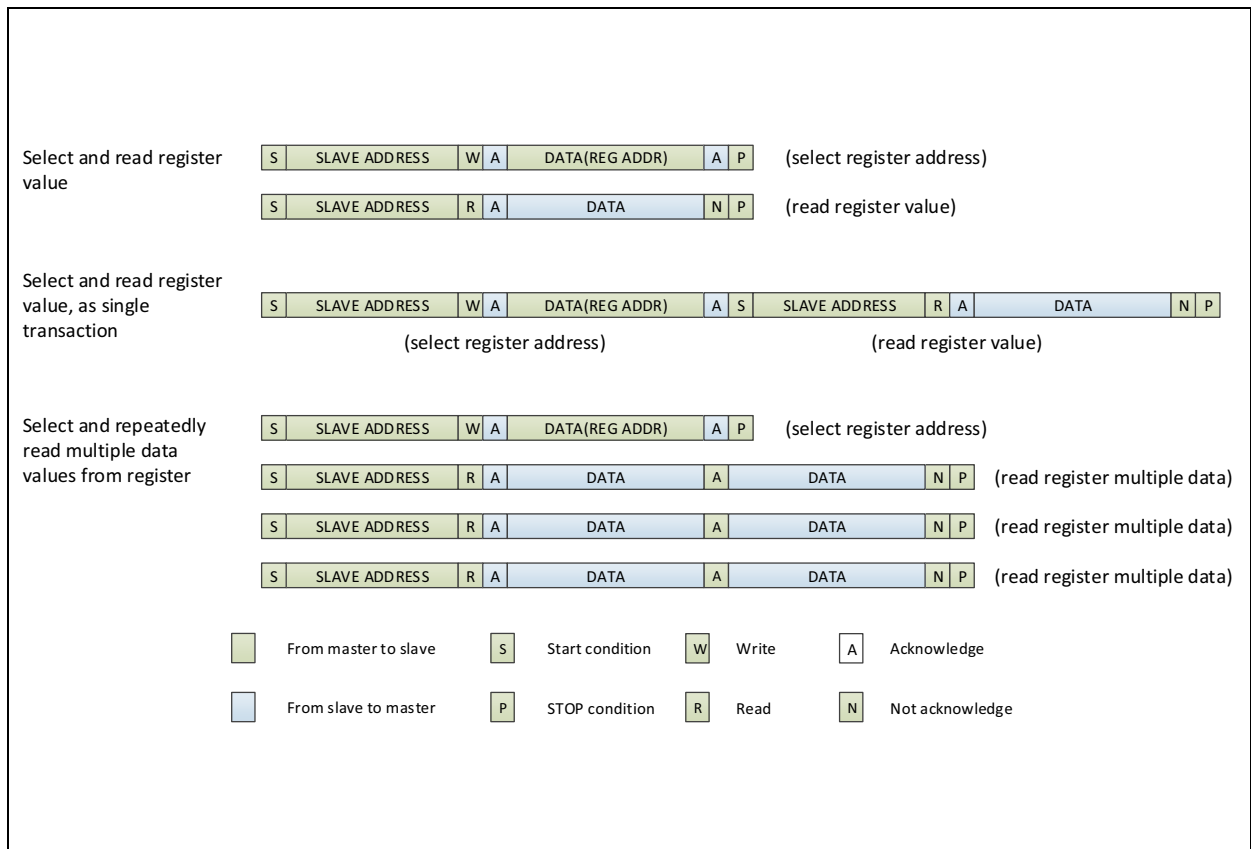 Select and read register
value
S SLAVE ADDRESS W A DATA(REG ADDR) A P (select register address)
S SLAVE ADDRESS R A DATA N P (read register value)
Select and read register
value, as single
transaction
S SLAVE ADDRESS W A DATA(REG ADDR) A S SLAVE ADDRESS R A DATA N P
(select register address) (read register value)
Select and repeatedly
read multiple data
values from register
S SLAVE ADDRESS W A DATA(REG ADDR) A P (select register address)
S SLAVE ADDRESS R A DATA A DATA N P (read register multiple data)
S SLAVE ADDRESS R A DATA A DATA N P (read register multiple data)
S SLAVE ADDRESS R A DATA A DATA N P (read register multiple data)
From master to slave S Start condition W Write A Acknowledge
From slave to master P STOP condition R Read N Not acknowledge